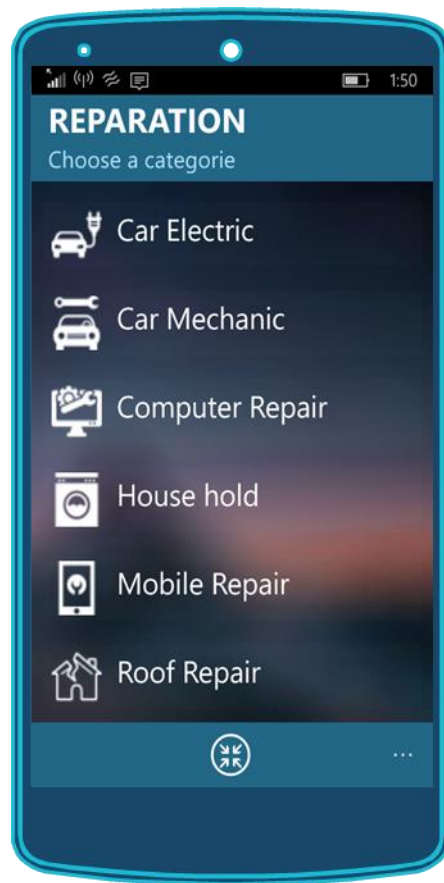 1:50
REPARATION
Choose a categorie
Car Electric
Car Mechanic
Computer Repair
House hold
Mobile Repair
Roof Repair
...